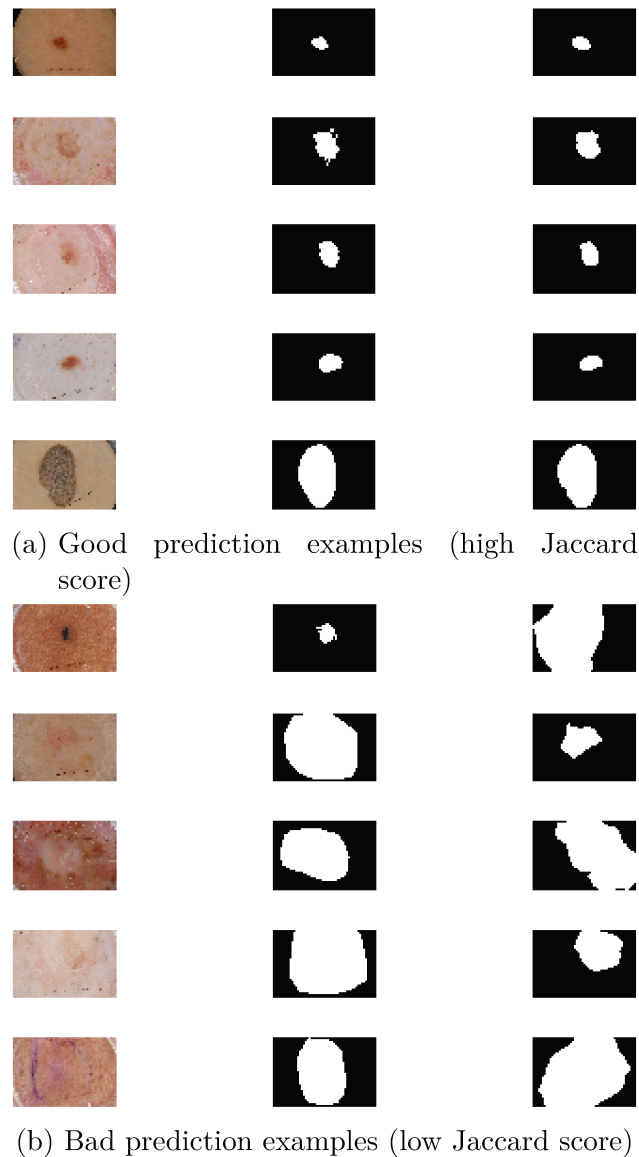 (a) Good prediction examples (high Jaccard
score)
(b) Bad prediction examples (low Jaccard score)